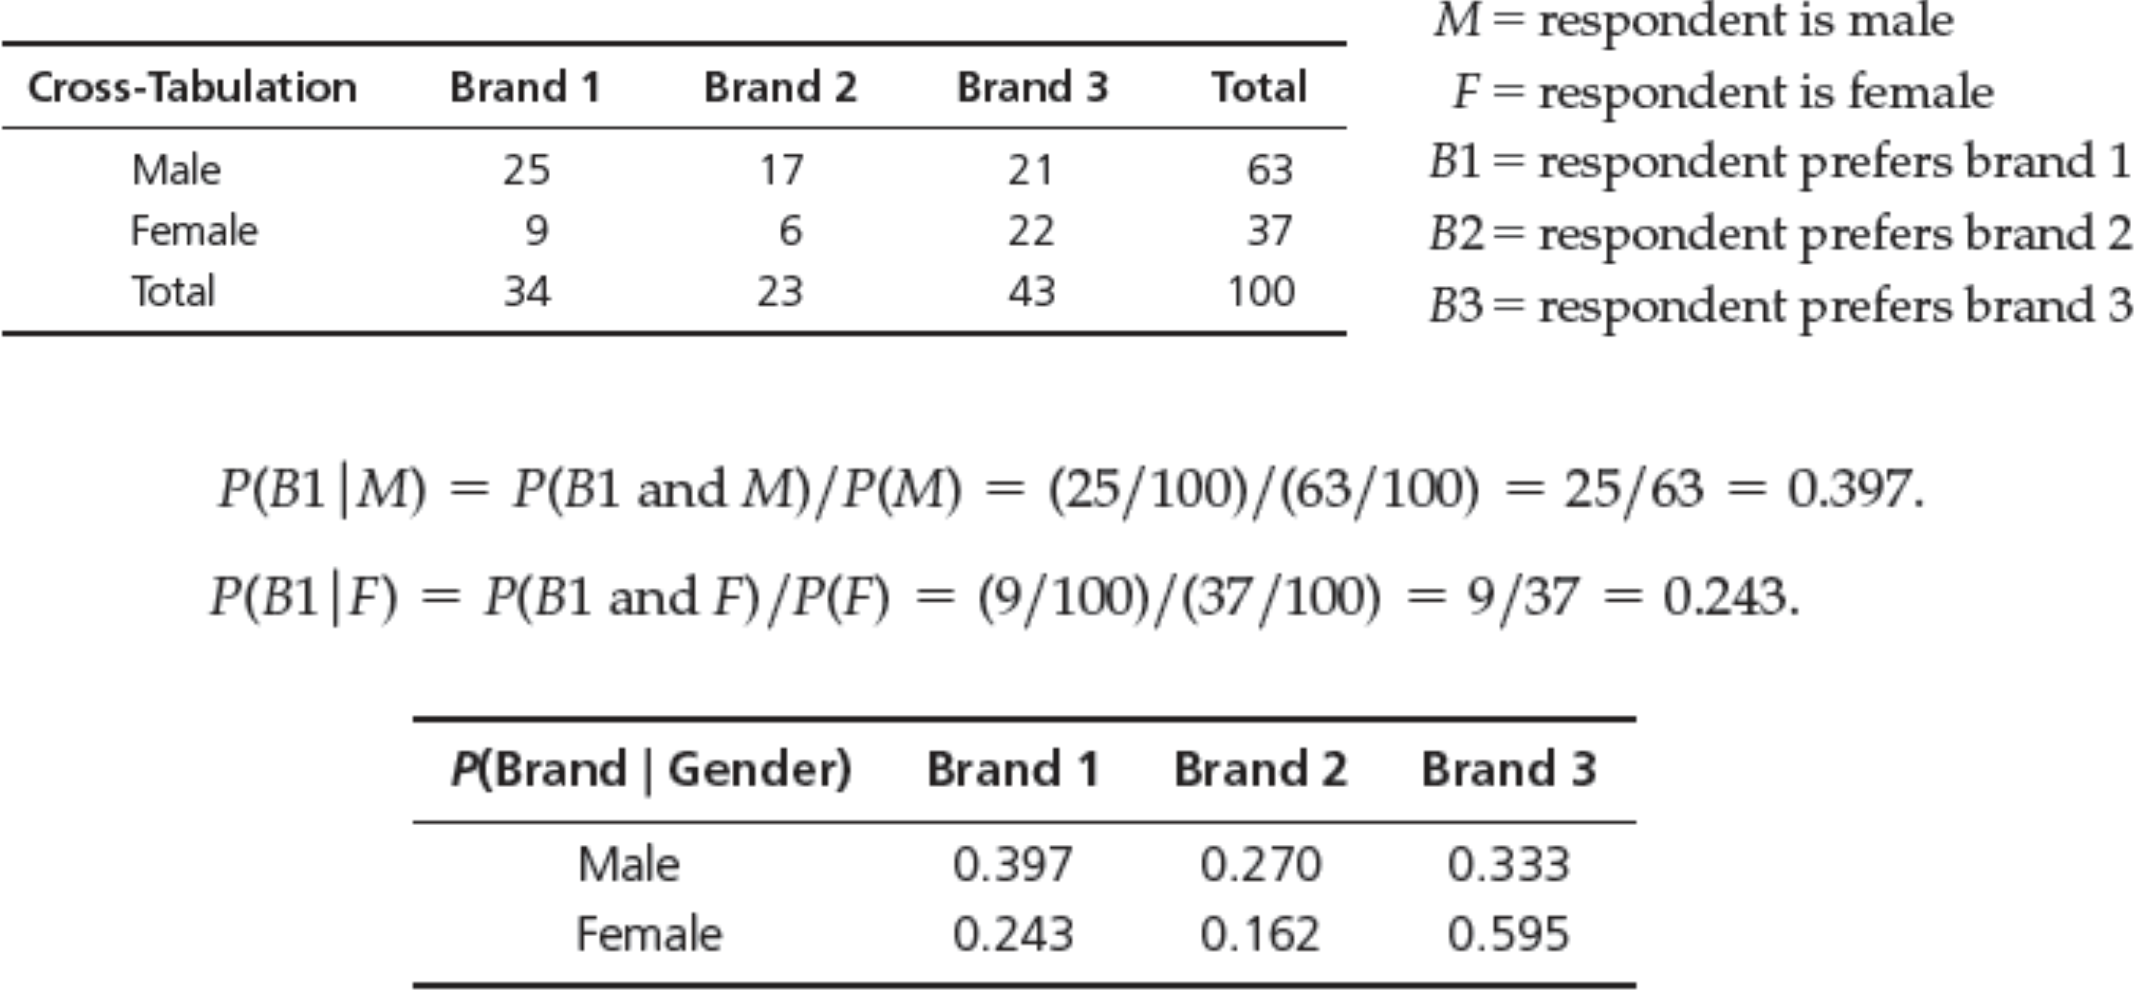 Cross-Tabulation Brand 1 Brand 2 Brand 3 Total
Male 25 17 21 63
Female 9 6 22 37
Total 34 23 43 100
M = respondent is male
F = respondent is female
B1 = respondent prefers brand 1
B2 = respondent prefers brand 2
B3 = respondent prefers brand 3
P(B1|M) = P(B1 and M)/P(M) = (25/100)/(63/100) = 25/63 = 0.397.
P(B1|F) = P(B1 and F)/P(F) = (9/100)/(37/100) = 9/37 = 0.243.
P(Brand | Gender) Brand 1 Brand 2 Brand 3
Male 0.397 0.270 0.333
Female 0.243 0.162 0.595